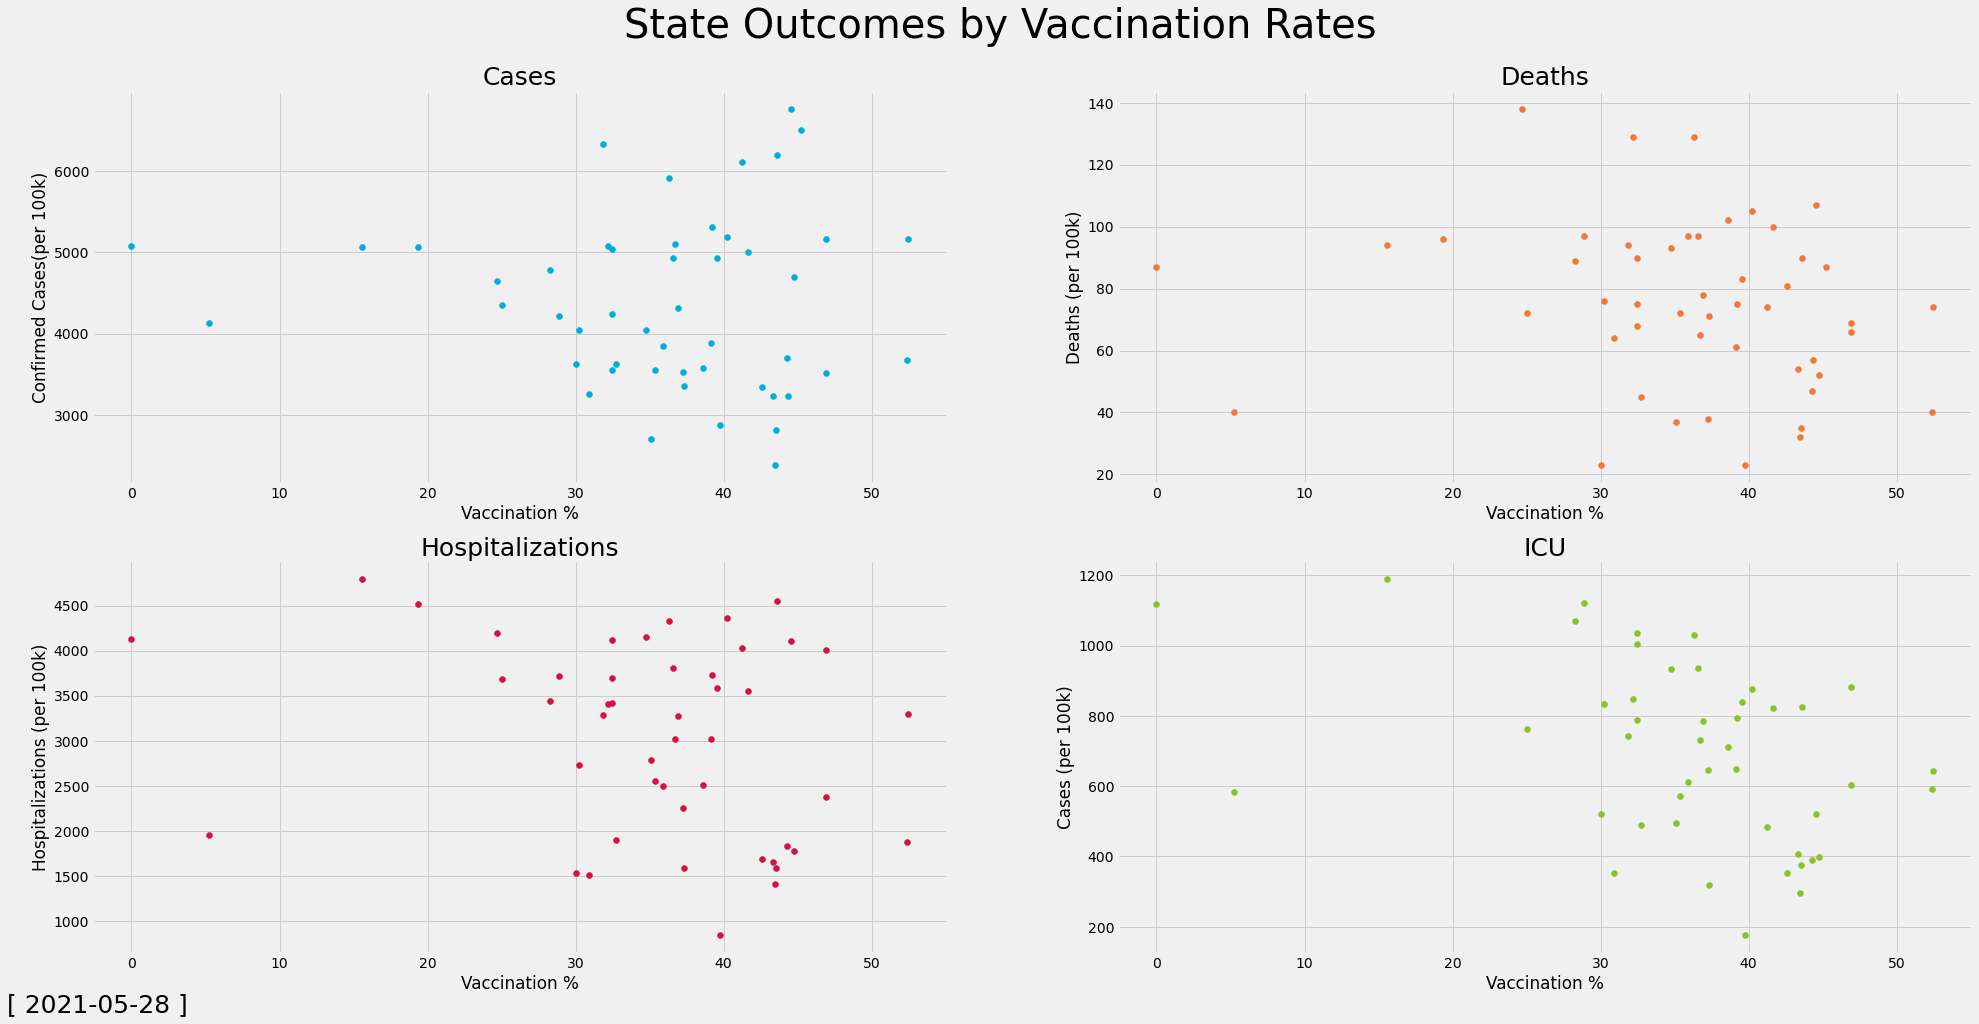 State Outcomes by Vaccination Rates
Cases
Confirmed Cases(per 100k)
6000
5000
4000
3000
0 10 20 30 40 50
Vaccination %
Deaths
Deaths (per 100k)
140
120
100
80
60
40
20
0 10 20 30 40 50
Vaccination %
Hospitalizations
Hospitalizations (per 100k)
4500
4000
3500
3000
2500
2000
1500
1000
0 10 20 30 40 50
Vaccination %
ICU
Cases (per 100k)
1200
1000
800
600
400
200
0 10 20 30 40 50
Vaccination %
[ 2021-05-28 ]